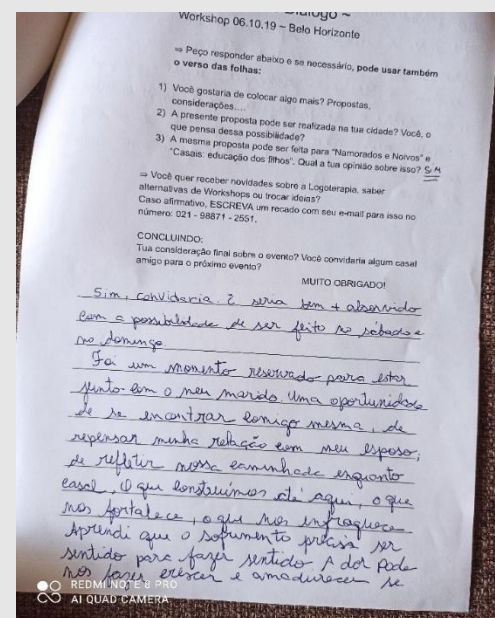 Diálogo ~
Workshop 06.10.19 – Belo Horizonte
⇒ Peço responder abaixo e se necessário, pode usar também
o verso das folhas:
1) Você gostaria de colocar algo mais? Propostas,
considerações....
2) A presente proposta pode ser realizada na tua cidade? Você, o
que pensa dessa possibilidade?
3) A mesma proposta pode ser feita para "Namorados e Noivos" e
"Casais: educação dos filhos". Qual a tua opinião sobre isso? SIM
⇒ Você quer receber novidades sobre a Logoterapia, saber
alternativas de Workshops ou trocar ideias?
Caso afirmativo, ESCREVA um recado com seu e-mail para isso no
número: 021 - 98871 - 2551.
CONCLUINDO:
Tua consideração final sobre o evento? Você convidaria algum casal
amigo para o próximo evento?
MUITO OBRIGADO!
Sim, convidaria. E seria bem + absorvido
com a possibilidade de ser feito no sábado e
no domingo
Foi um momento reservado para estar
junto com o meu marido. Uma oportunidade
de se encontrar comigo mesma, de
repensar minha relação com meu esposo,
de refletir nossa caminhada enquanto
casal, O que construímos até aqui, o que
nos fortalece, o que nos enfraquece
Aprendi que o sofrimento precisa ser
sentido para fazer sentido. A dor pode
nos fazer crescer e amadurecer se
REDMI NOTE 8 PRO
AI QUAD CAMERA